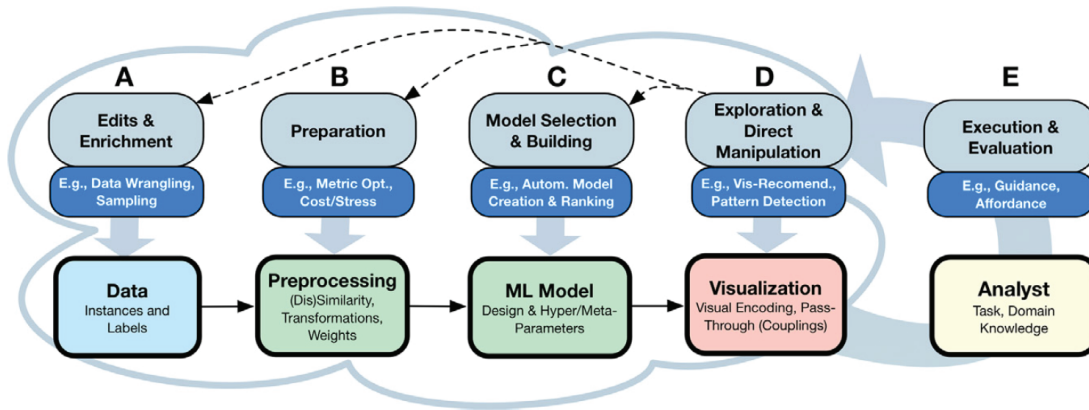 A
B
C
D
E
Edits &
Enrichment
Preparation
Model Selection
& Building
Exploration &
Direct
Manipulation
Execution &
Evaluation
E.g., Data Wrangling,
Sampling
E.g., Metric Opt.,
Cost/Stress
E.g., Autom. Model
Creation & Ranking
E.g., Vis-Recomend.,
Pattern Detection
E.g., Guidance,
Affordance
Data
Instances and
Labels
Preprocessing
(Dis)Similarity,
Transformations,
Weights
ML Model
Design & Hyper/Meta-
Parameters
Visualization
Visual Encoding, Pass-
Through (Couplings)
Analyst
Task, Domain
Knowledge